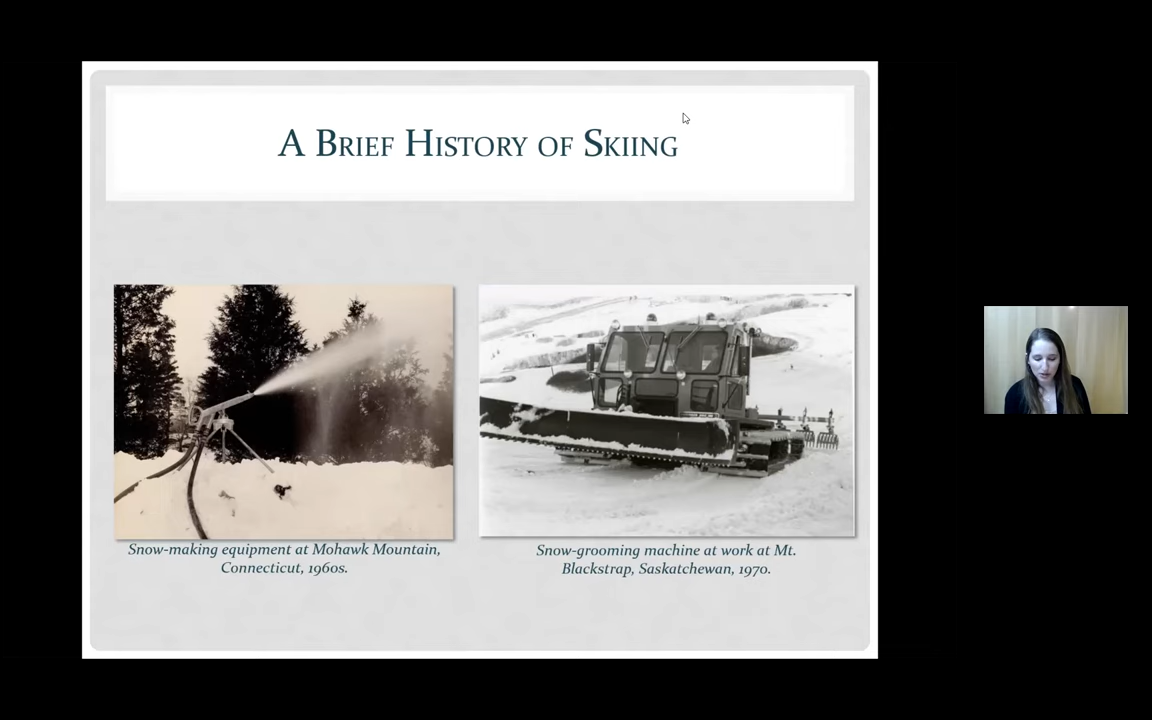 A Brief History of Skiing
Snow-making equipment at Mohawk Mountain,
Connecticut, 1960s.
Snow-grooming machine at work at Mt.
Blackstrap, Saskatchewan, 1970.